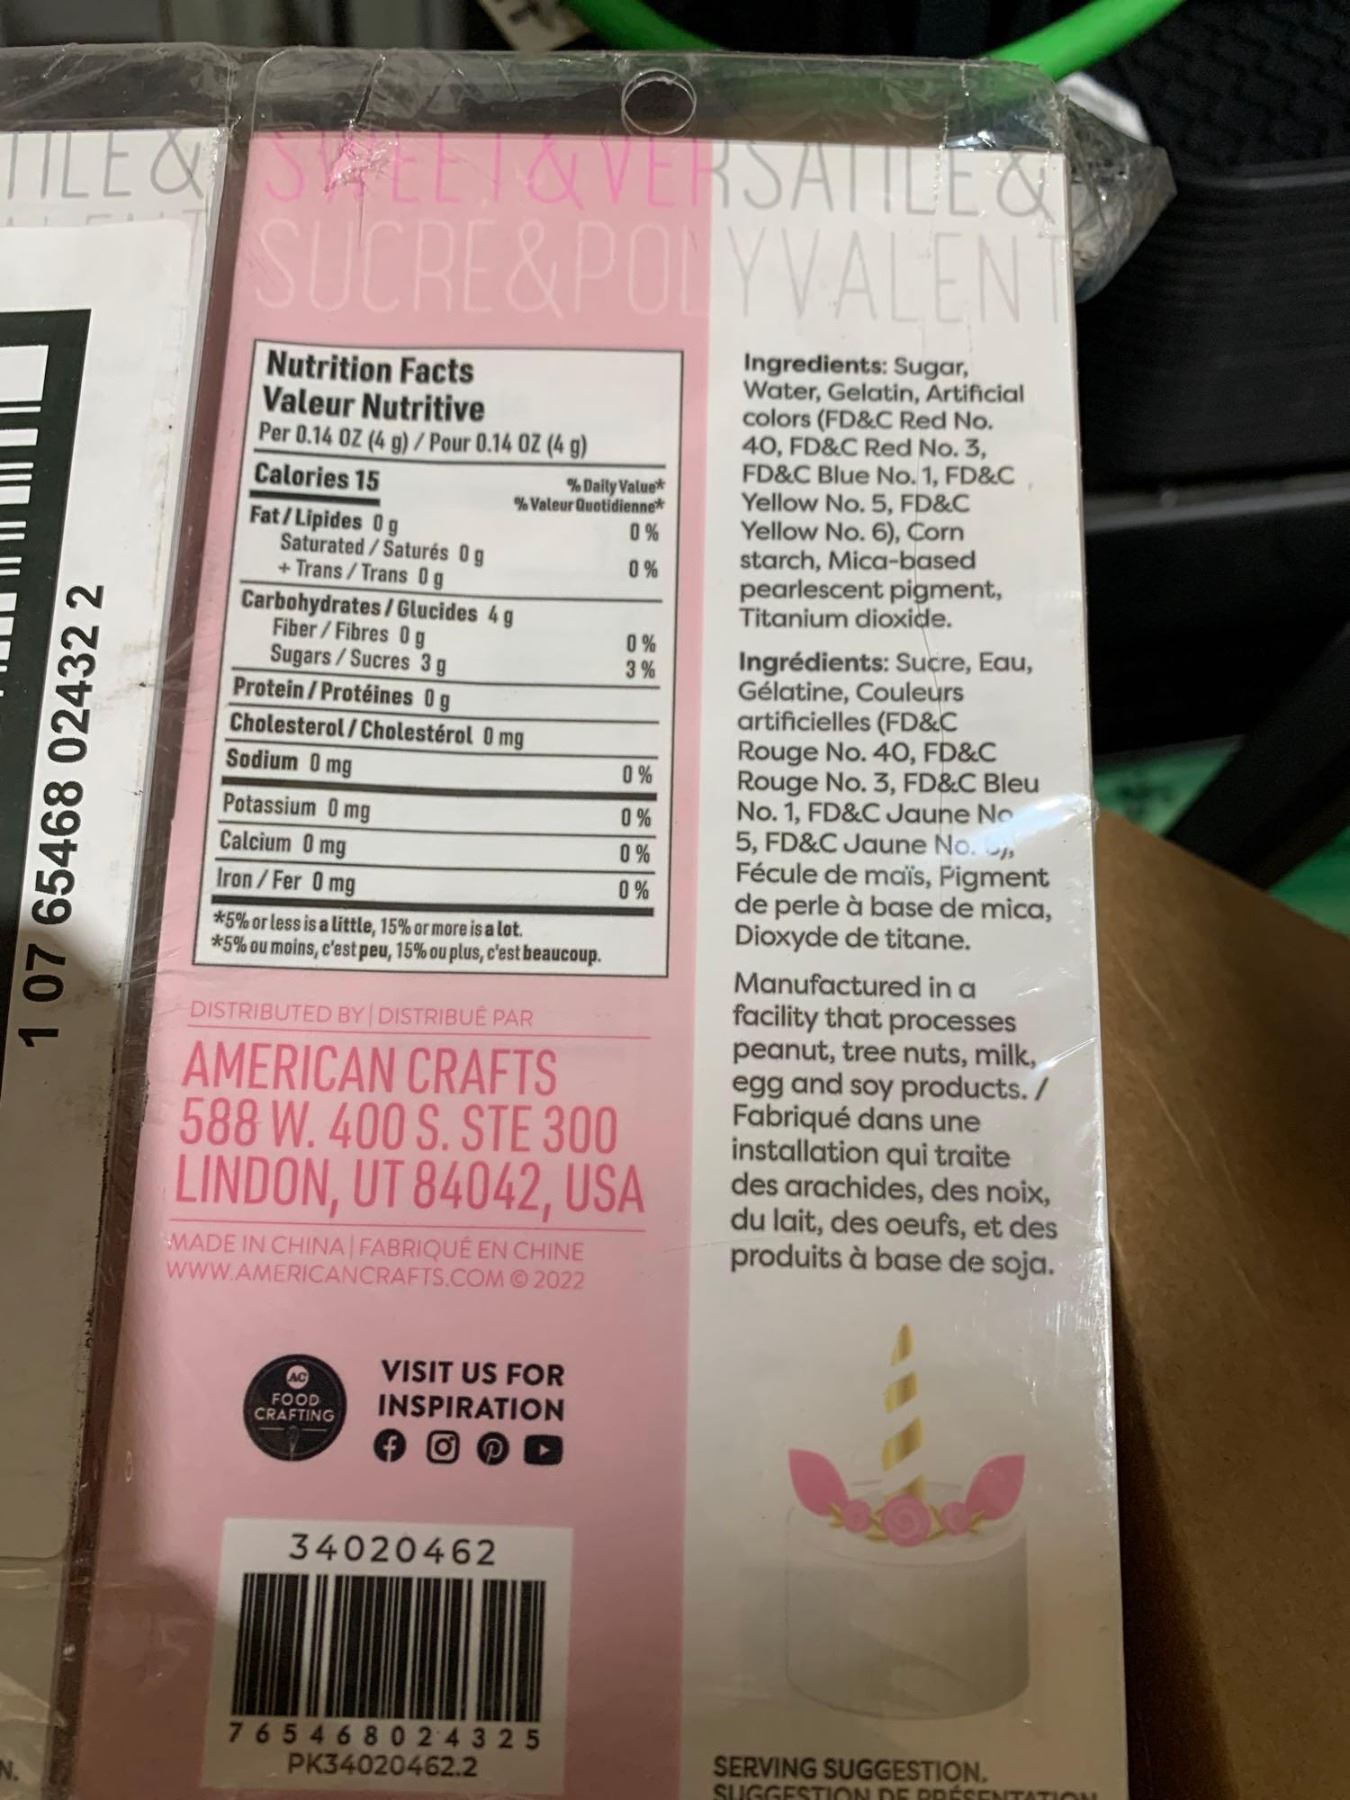 TILE &
1 07 65468 02432 2
N.
SWEET & VERSATILE &
SUCRÉ & POLYVALENT
Nutrition Facts
Valeur Nutritive
Per 0.14 OZ (4 g) / Pour 0.14 OZ (4 g)
Calories 15
% Daily Value*
% Valeur Quotidienne*
Fat / Lipides 0 g 0 %
Saturated / Saturés 0 g
+ Trans / Trans 0 g 0 %
Carbohydrates / Glucides 4 g
Fiber / Fibres 0 g 0 %
Sugars / Sucres 3 g 3 %
Protein / Protéines 0 g
Cholesterol / Cholestérol 0 mg
Sodium 0 mg 0 %
Potassium 0 mg 0 %
Calcium 0 mg 0 %
Iron / Fer 0 mg 0 %
*5% or less is a little, 15% or more is a lot.
*5% ou moins, c'est peu, 15% ou plus, c'est beaucoup.
DISTRIBUTED BY | DISTRIBUÉ PAR
AMERICAN CRAFTS
588 W. 400 S. STE 300
LINDON, UT 84042, USA
MADE IN CHINA | FABRIQUÉ EN CHINE
WWW.AMERICANCRAFTS.COM © 2022
AC
FOOD
CRAFTING
VISIT US FOR
INSPIRATION
34020462
765468024325
PK34020462.2
Ingredients: Sugar,
Water, Gelatin, Artificial
colors (FD&C Red No.
40, FD&C Red No. 3,
FD&C Blue No. 1, FD&C
Yellow No. 5, FD&C
Yellow No. 6), Corn
starch, Mica-based
pearlescent pigment,
Titanium dioxide.
Ingrédients: Sucre, Eau,
Gélatine, Couleurs
artificielles (FD&C
Rouge No. 40, FD&C
Rouge No. 3, FD&C Bleu
No. 1, FD&C Jaune No
5, FD&C Jaune No.
Fécule de maïs, Pigment
de perle à base de mica,
Dioxyde de titane.
Manufactured in a
facility that processes
peanut, tree nuts, milk,
egg and soy products. /
Fabriqué dans une
installation qui traite
des arachides, des noix,
du lait, des oeufs, et des
produits à base de soja.
SERVING SUGGESTION.
SUGGESTION DE PRÉSENTATION